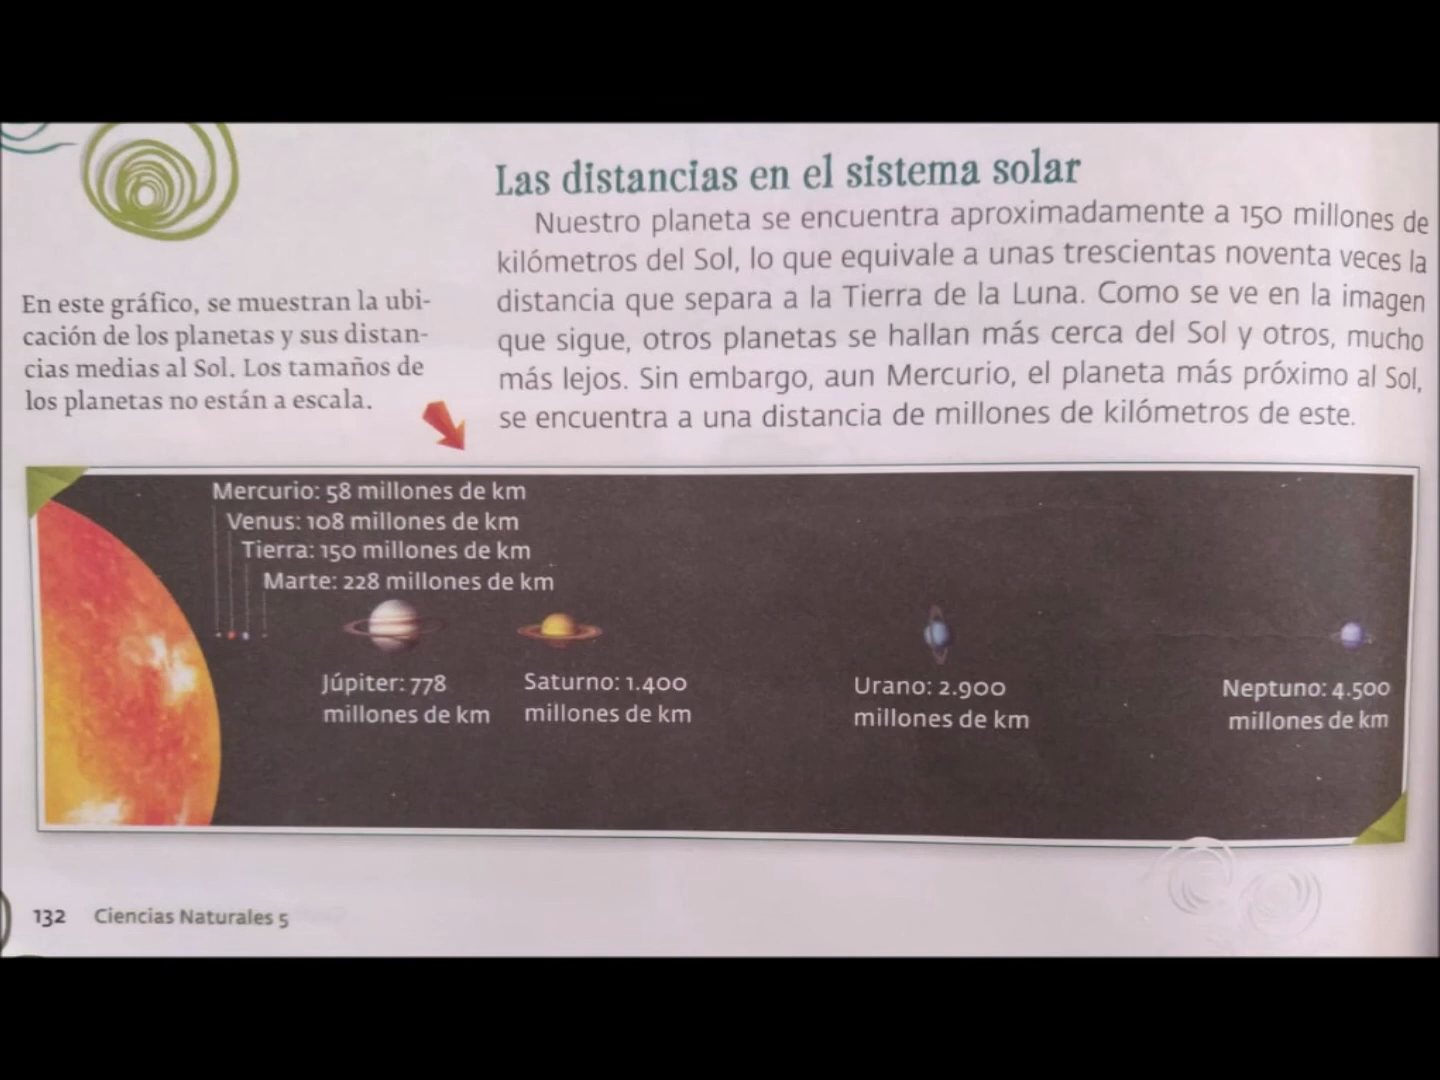 Las distancias en el sistema solar
Nuestro planeta se encuentra aproximadamente a 150 millones de
kilómetros del Sol, lo que equivale a unas trescientas noventa veces la
distancia que separa a la Tierra de la Luna. Como se ve en la imagen
que sigue, otros planetas se hallan más cerca del Sol y otros, mucho
más lejos. Sin embargo, aun Mercurio, el planeta más próximo al Sol,
se encuentra a una distancia de millones de kilómetros de este.
En este gráfico, se muestran la ubi-
cación de los planetas y sus distan-
cias medias al Sol. Los tamaños de
los planetas no están a escala.
Mercurio: 58 millones de km
Venus: 108 millones de km
Tierra: 150 millones de km
Marte: 228 millones de km
Júpiter: 778
millones de km
Saturno: 1.400
millones de km
Urano: 2.900
millones de km
Neptuno: 4.500
millones de km
132 Ciencias Naturales 5